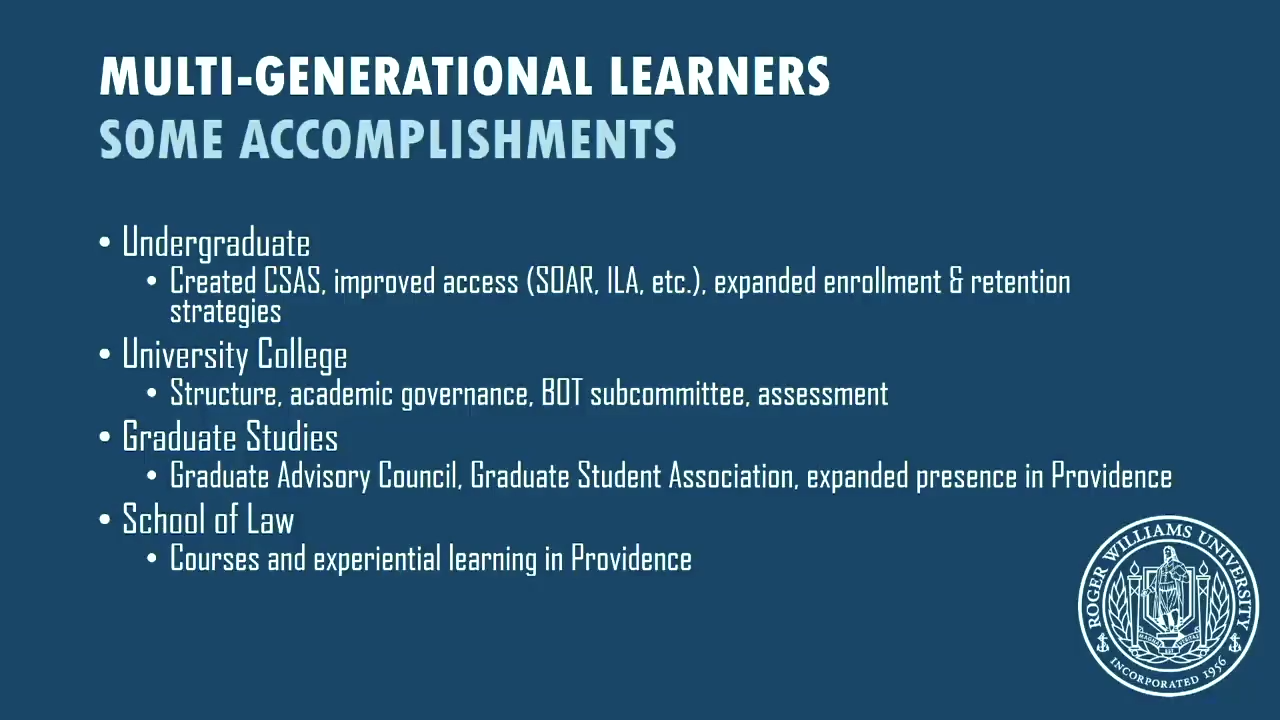 MULTI-GENERATIONAL LEARNERS
SOME ACCOMPLISHMENTS
• Undergraduate
• Created CSAS, improved access (SOAR, ILA, etc.), expanded enrollment & retention
strategies
• University College
• Structure, academic governance, BOT subcommittee, assessment
• Graduate Studies
• Graduate Advisory Council, Graduate Student Association, expanded presence in Providence
• School of Law
• Courses and experiential learning in Providence
ROGER WILLIAMS UNIVERSITY
INCORPORATED 1956